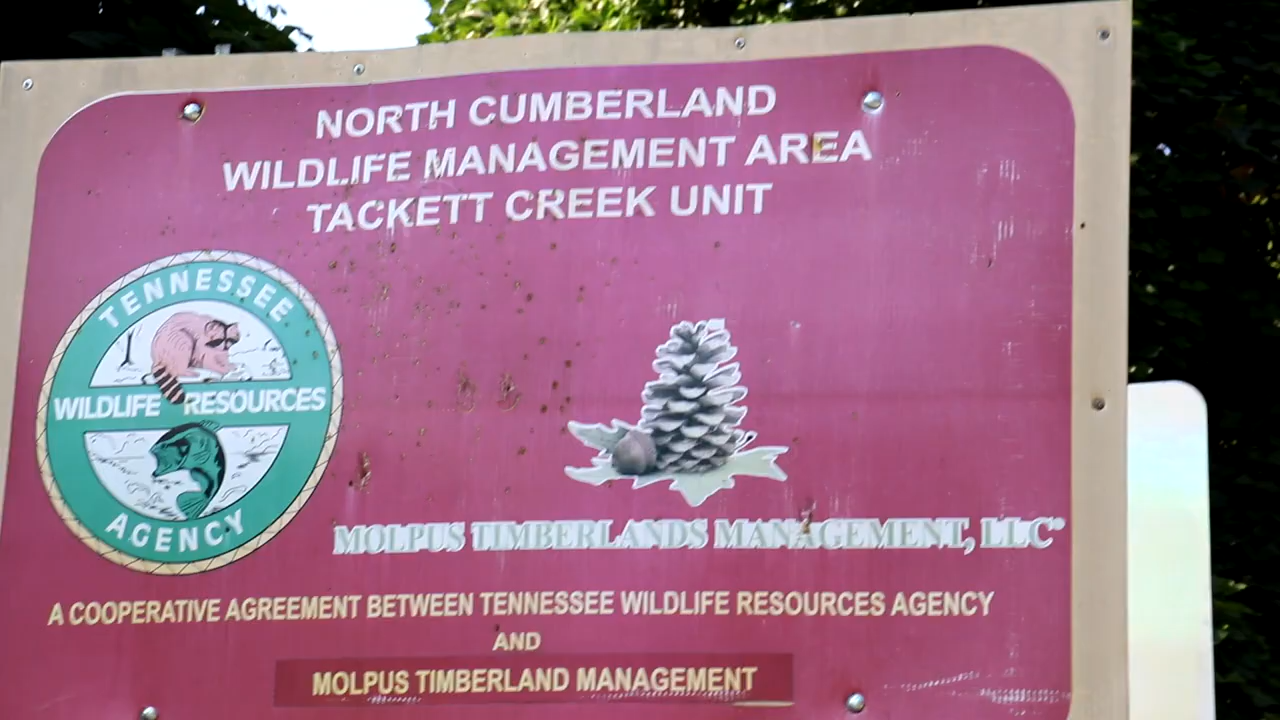 NORTH CUMBERLAND
WILDLIFE MANAGEMENT AREA
TACKETT CREEK UNIT
TENNESSEE
WILDLIFE RESOURCES
AGENCY
MOLPUS TIMBERLANDS MANAGEMENT, LLC®
A COOPERATIVE AGREEMENT BETWEEN TENNESSEE WILDLIFE RESOURCES AGENCY
AND
MOLPUS TIMBERLAND MANAGEMENT